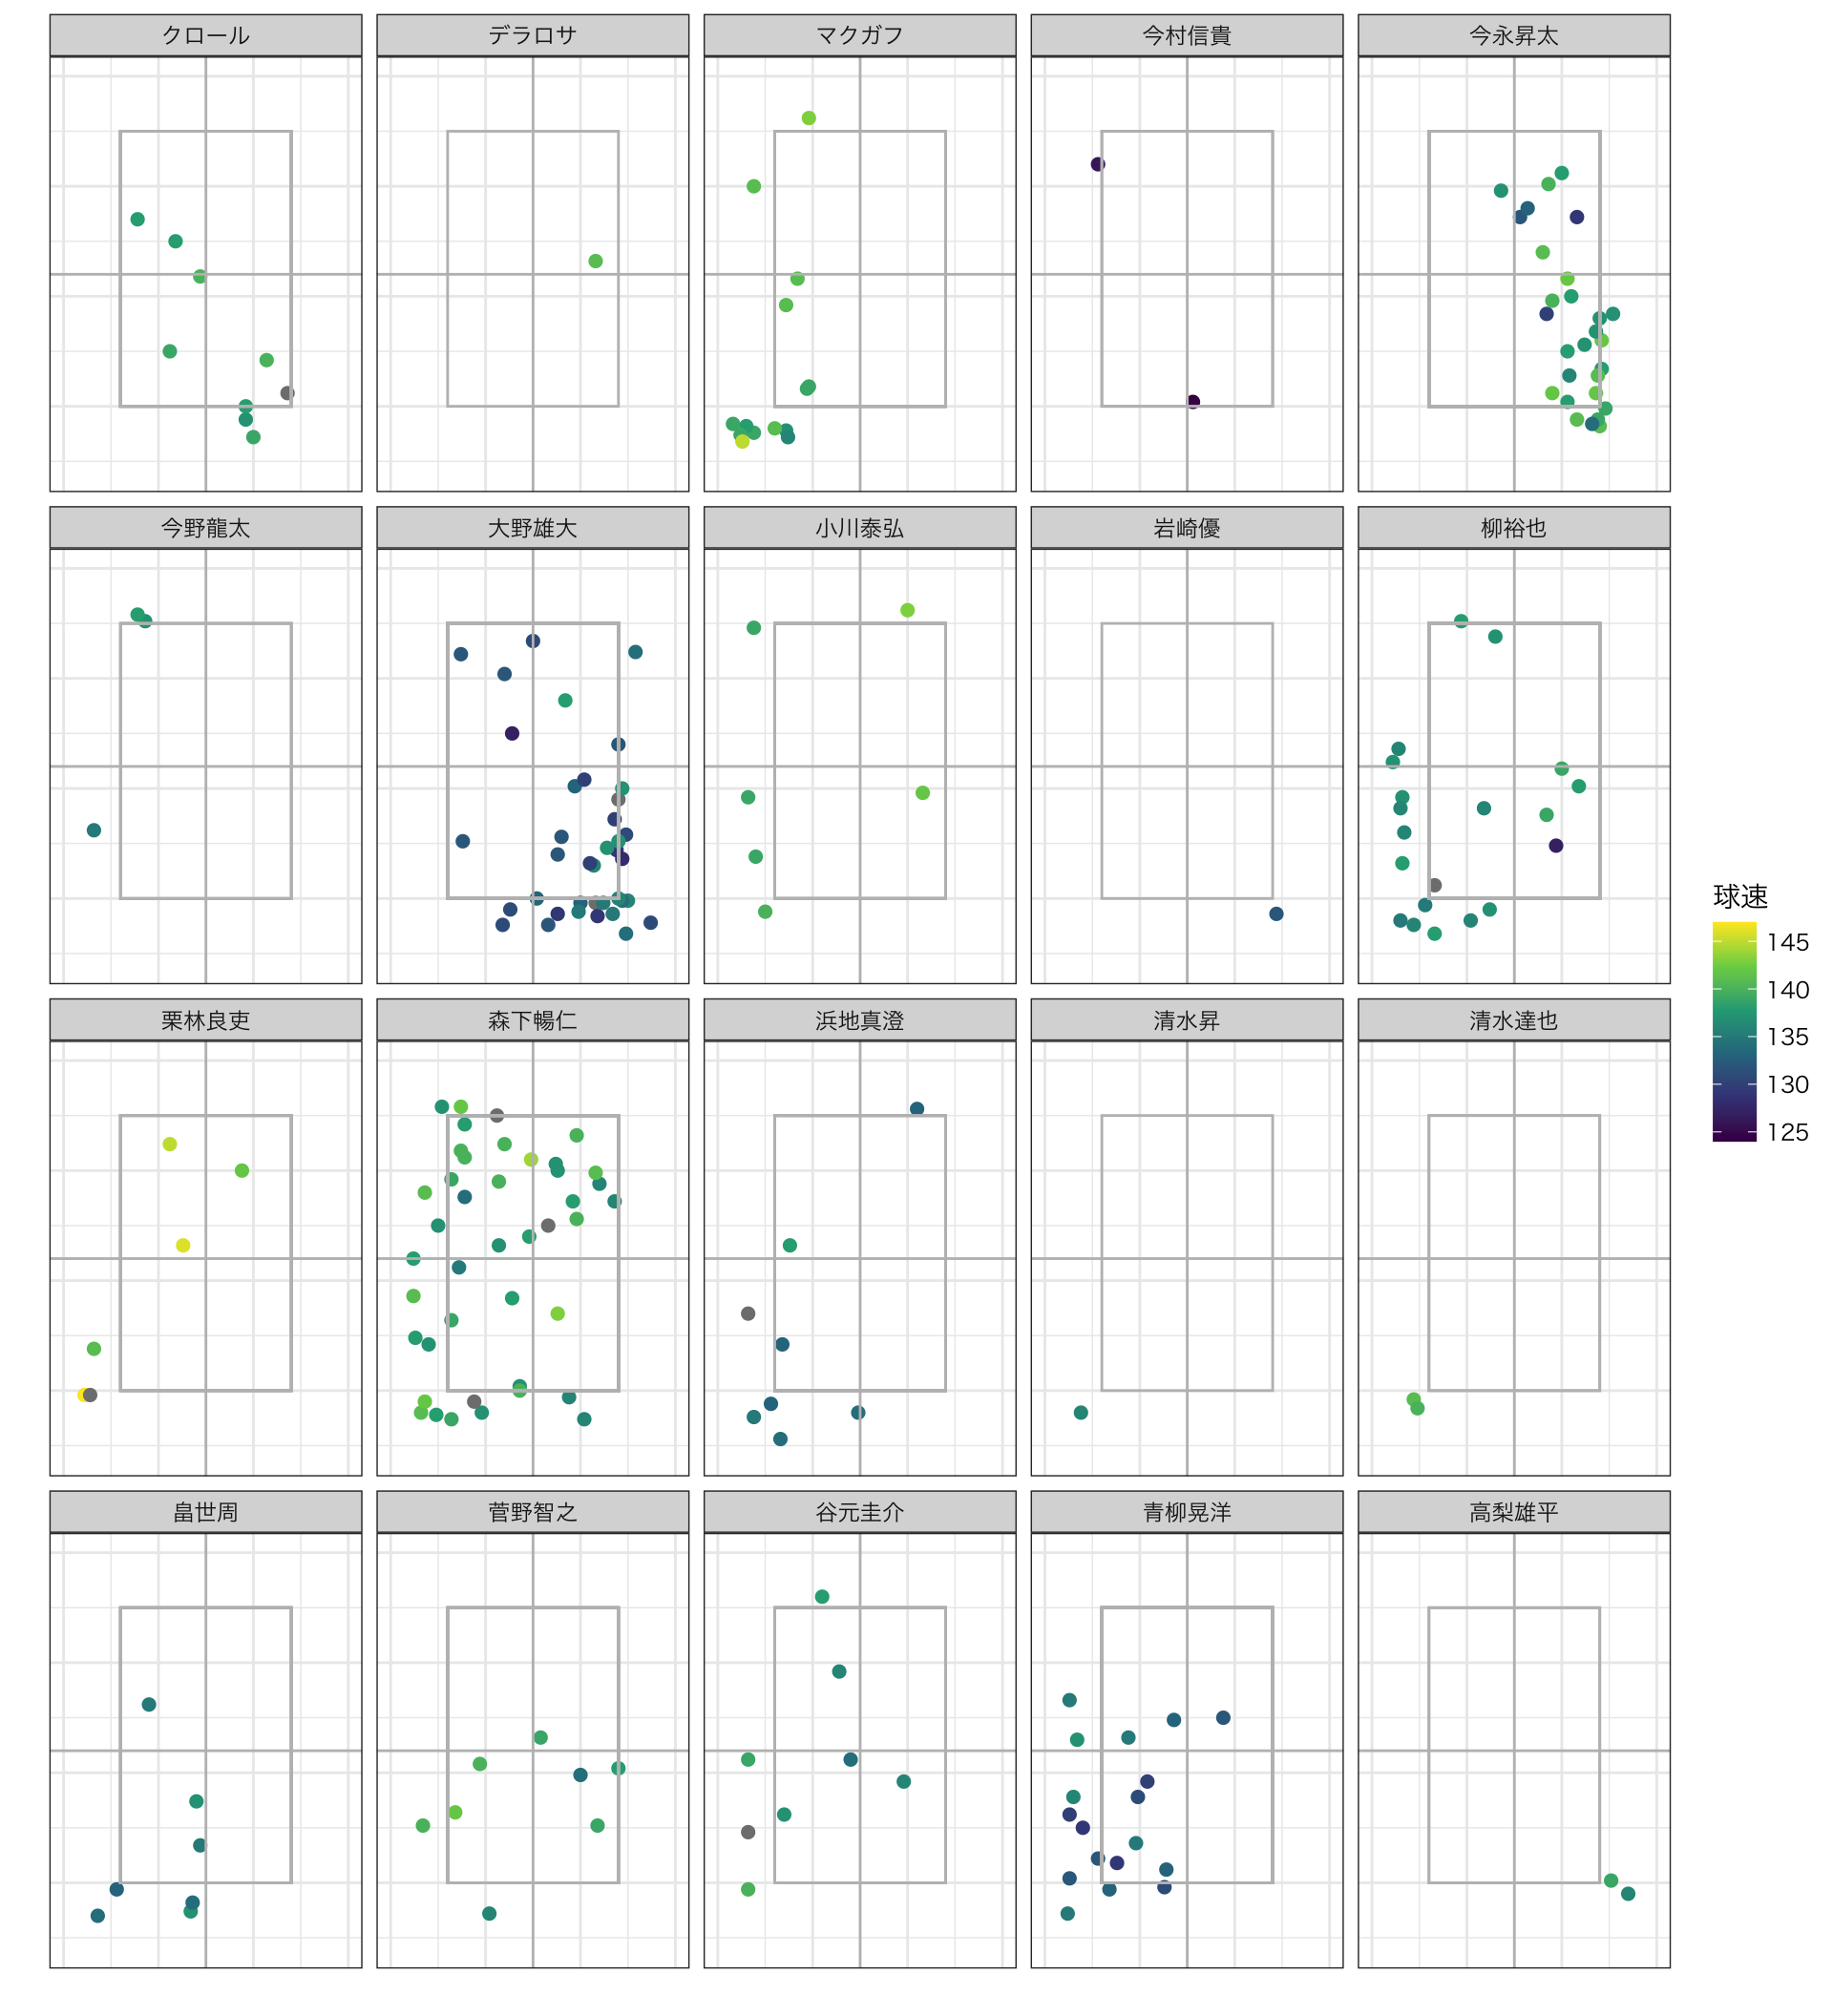 クロール
デラロサ
マクガフ
今村信貴
今永昇太
今野龍太
大野雄大
小川泰弘
岩崎優
柳裕也
栗林良吏
森下暢仁
浜地真澄
清水昇
清水達也
畠世周
菅野智之
谷元圭介
青柳晃洋
高梨雄平
球速
145
140
135
130
125